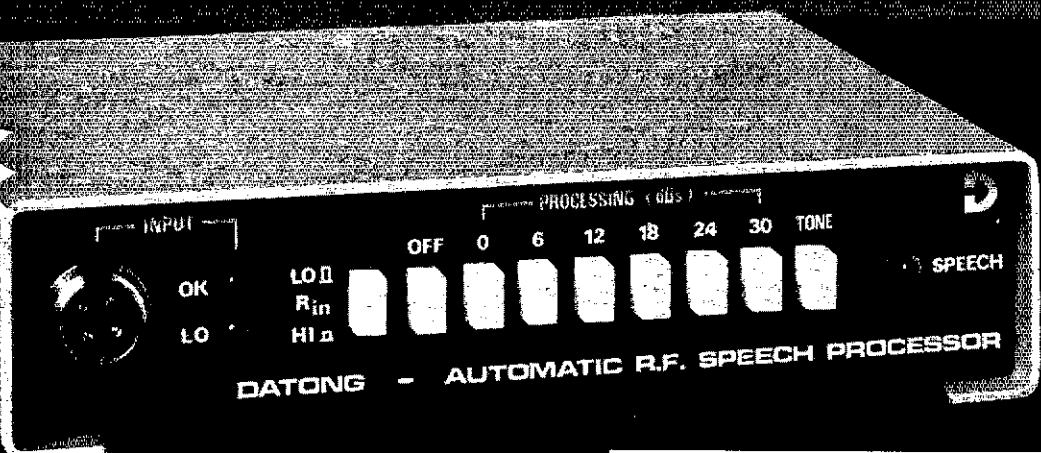 INPUT
OK
LO
LO Ω
Rin
HI Ω
PROCESSING (dBs)
OFF 0 6 12 18 24 30 TONE
D
SPEECH
DATONG - AUTOMATIC R.F. SPEECH PROCESSOR